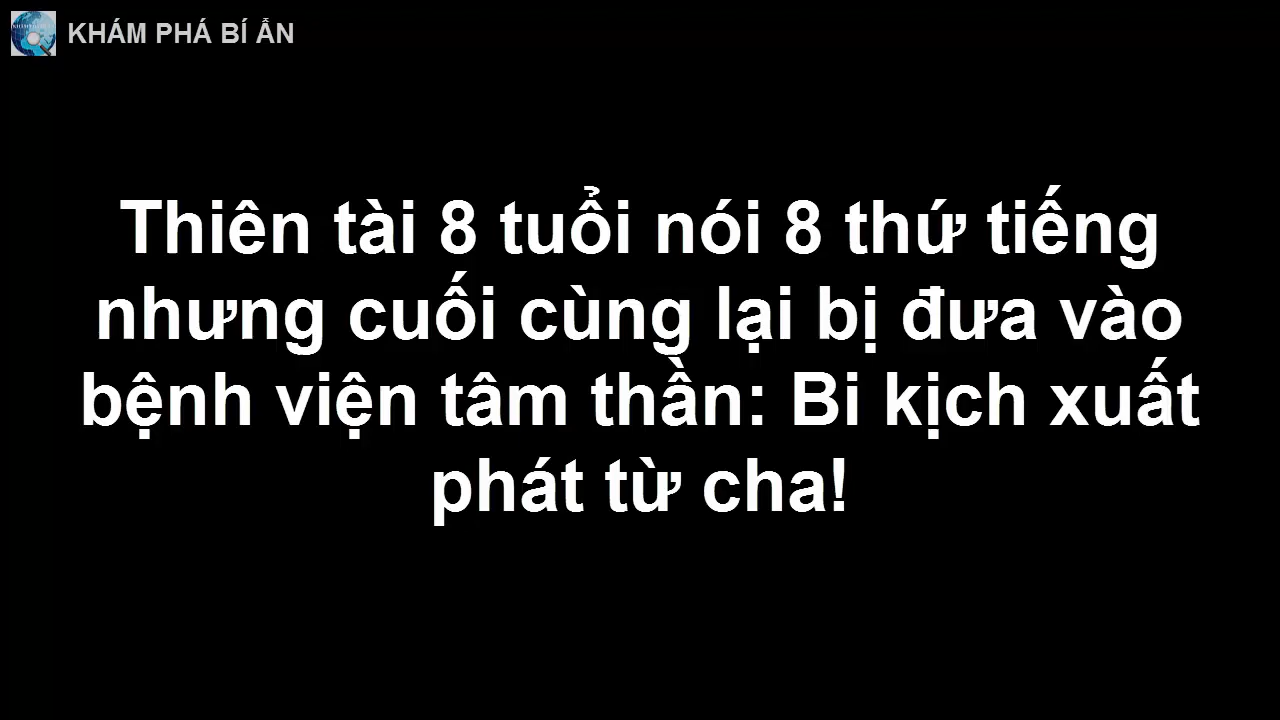 KHÁM PHÁ BÍ ẨN
Thiên tài 8 tuổi nói 8 thứ tiếng
nhưng cuối cùng lại bị đưa vào
bệnh viện tâm thần: Bi kịch xuất
phát từ cha!